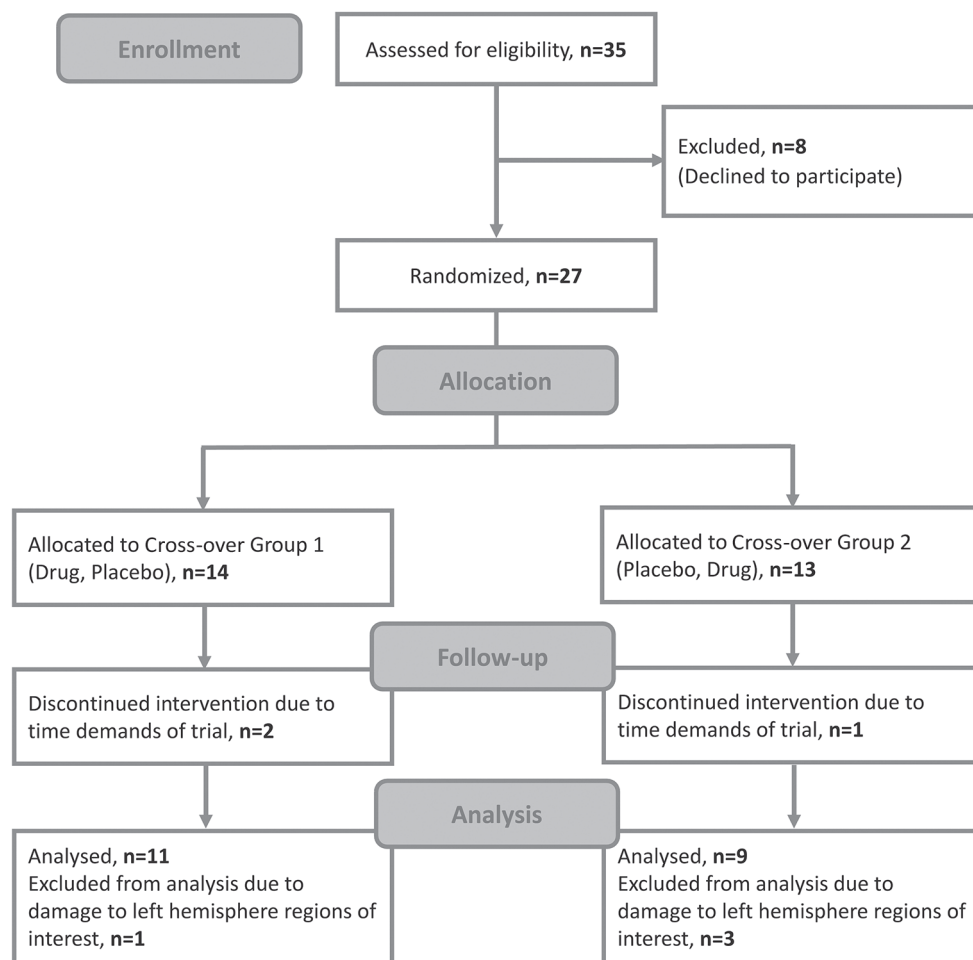 Enrollment
Assessed for eligibility, n=35
Excluded, n=8
(Declined to participate)
Randomized, n=27
Allocation
Allocated to Cross-over Group 1
(Drug, Placebo), n=14
Allocated to Cross-over Group 2
(Placebo, Drug), n=13
Follow-up
Discontinued intervention due to
time demands of trial, n=2
Discontinued intervention due to
time demands of trial, n=1
Analysis
Analysed, n=11
Excluded from analysis due to
damage to left hemisphere regions of
interest, n=1
Analysed, n=9
Excluded from analysis due to
damage to left hemisphere regions of
interest, n=3